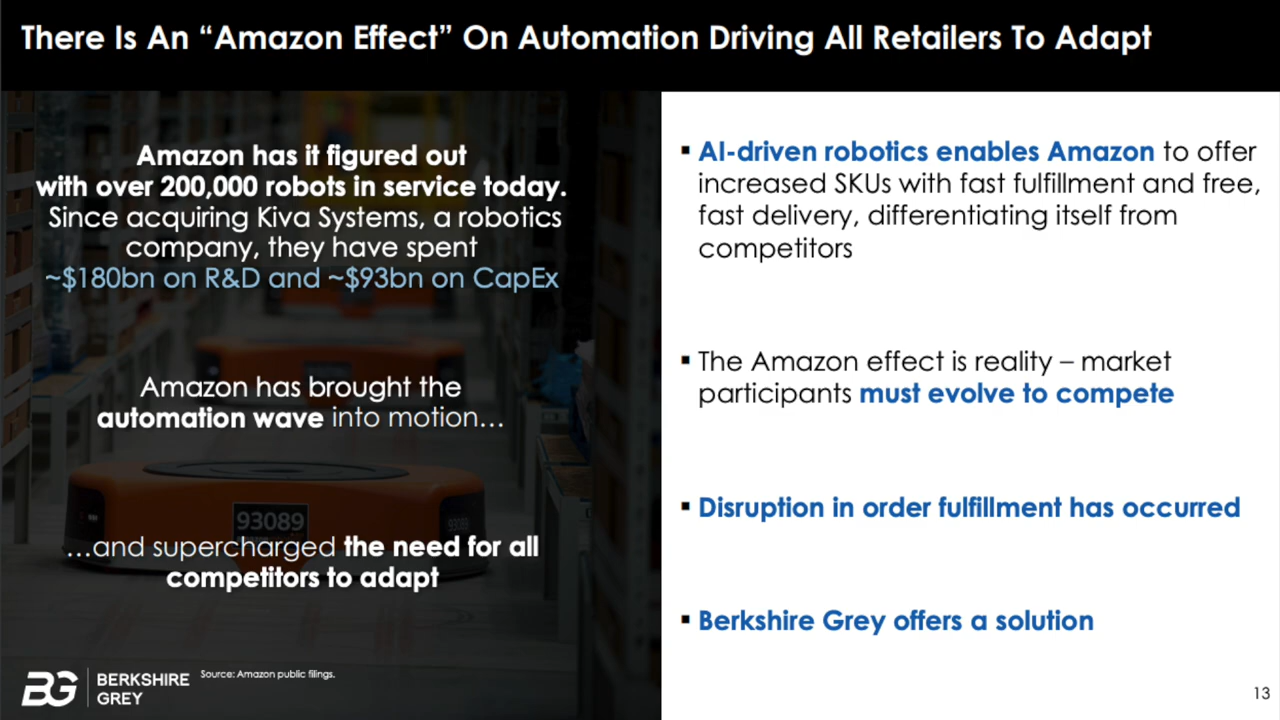 There Is An “Amazon Effect” On Automation Driving All Retailers To Adapt
Amazon has it figured out
with over 200,000 robots in service today.
Since acquiring Kiva Systems, a robotics
company, they have spent
~$180bn on R&D and ~$93bn on CapEx
Amazon has brought the
automation wave into motion…
93089
93089
…and supercharged the need for all
competitors to adapt
BG
BERKSHIRE
GREY
Source: Amazon public filings.
▪ AI-driven robotics enables Amazon to offer
increased SKUs with fast fulfillment and free,
fast delivery, differentiating itself from
competitors
▪ The Amazon effect is reality – market
participants must evolve to compete
▪ Disruption in order fulfillment has occurred
▪ Berkshire Grey offers a solution
13